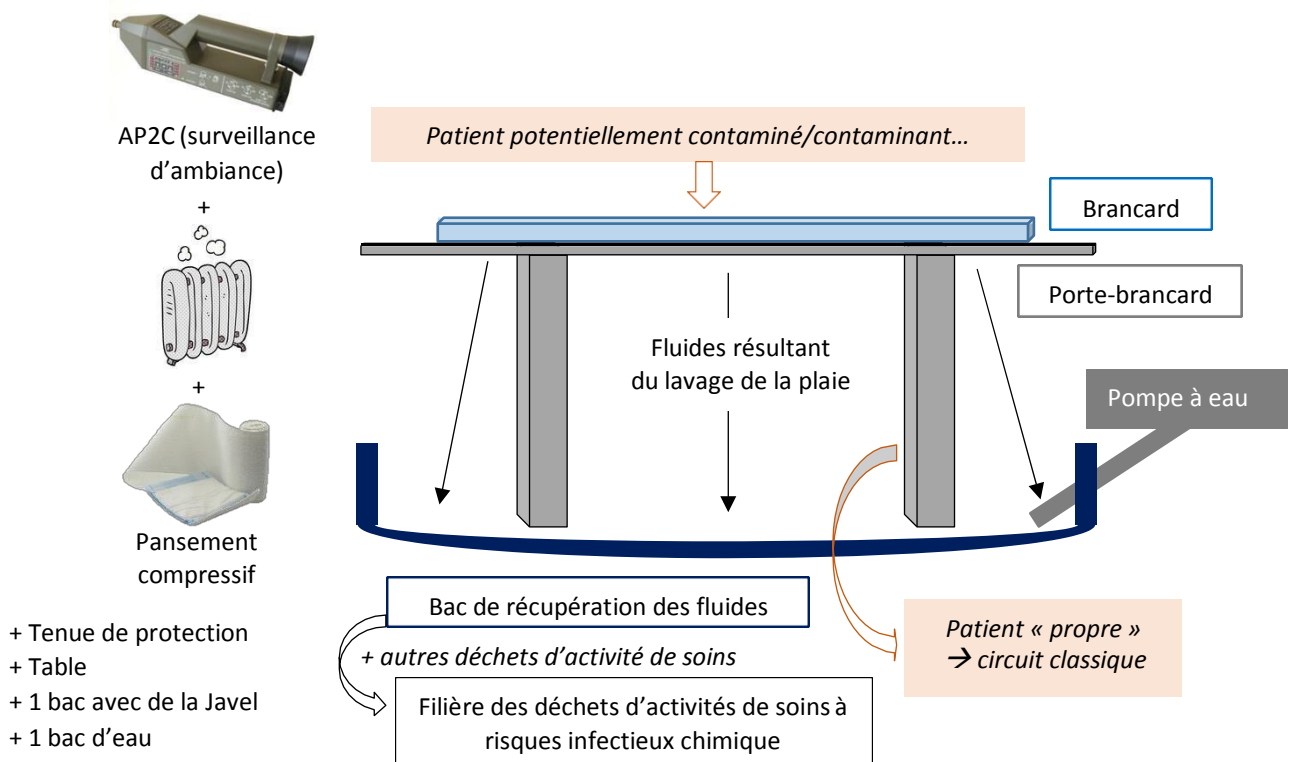 AP2C (surveillance
d’ambiance)
+
+
Pansement
compressif
+ Tenue de protection
+ Table
+ 1 bac avec de la Javel
+ 1 bac d’eau
Patient potentiellement contaminé/contaminant…
Brancard
Porte-brancard
Fluides résultant
du lavage de la plaie
Pompe à eau
Bac de récupération des fluides
+ autres déchets d’activité de soins
Filière des déchets d’activités de soins à
risques infectieux chimique
Patient « propre »
→ circuit classique